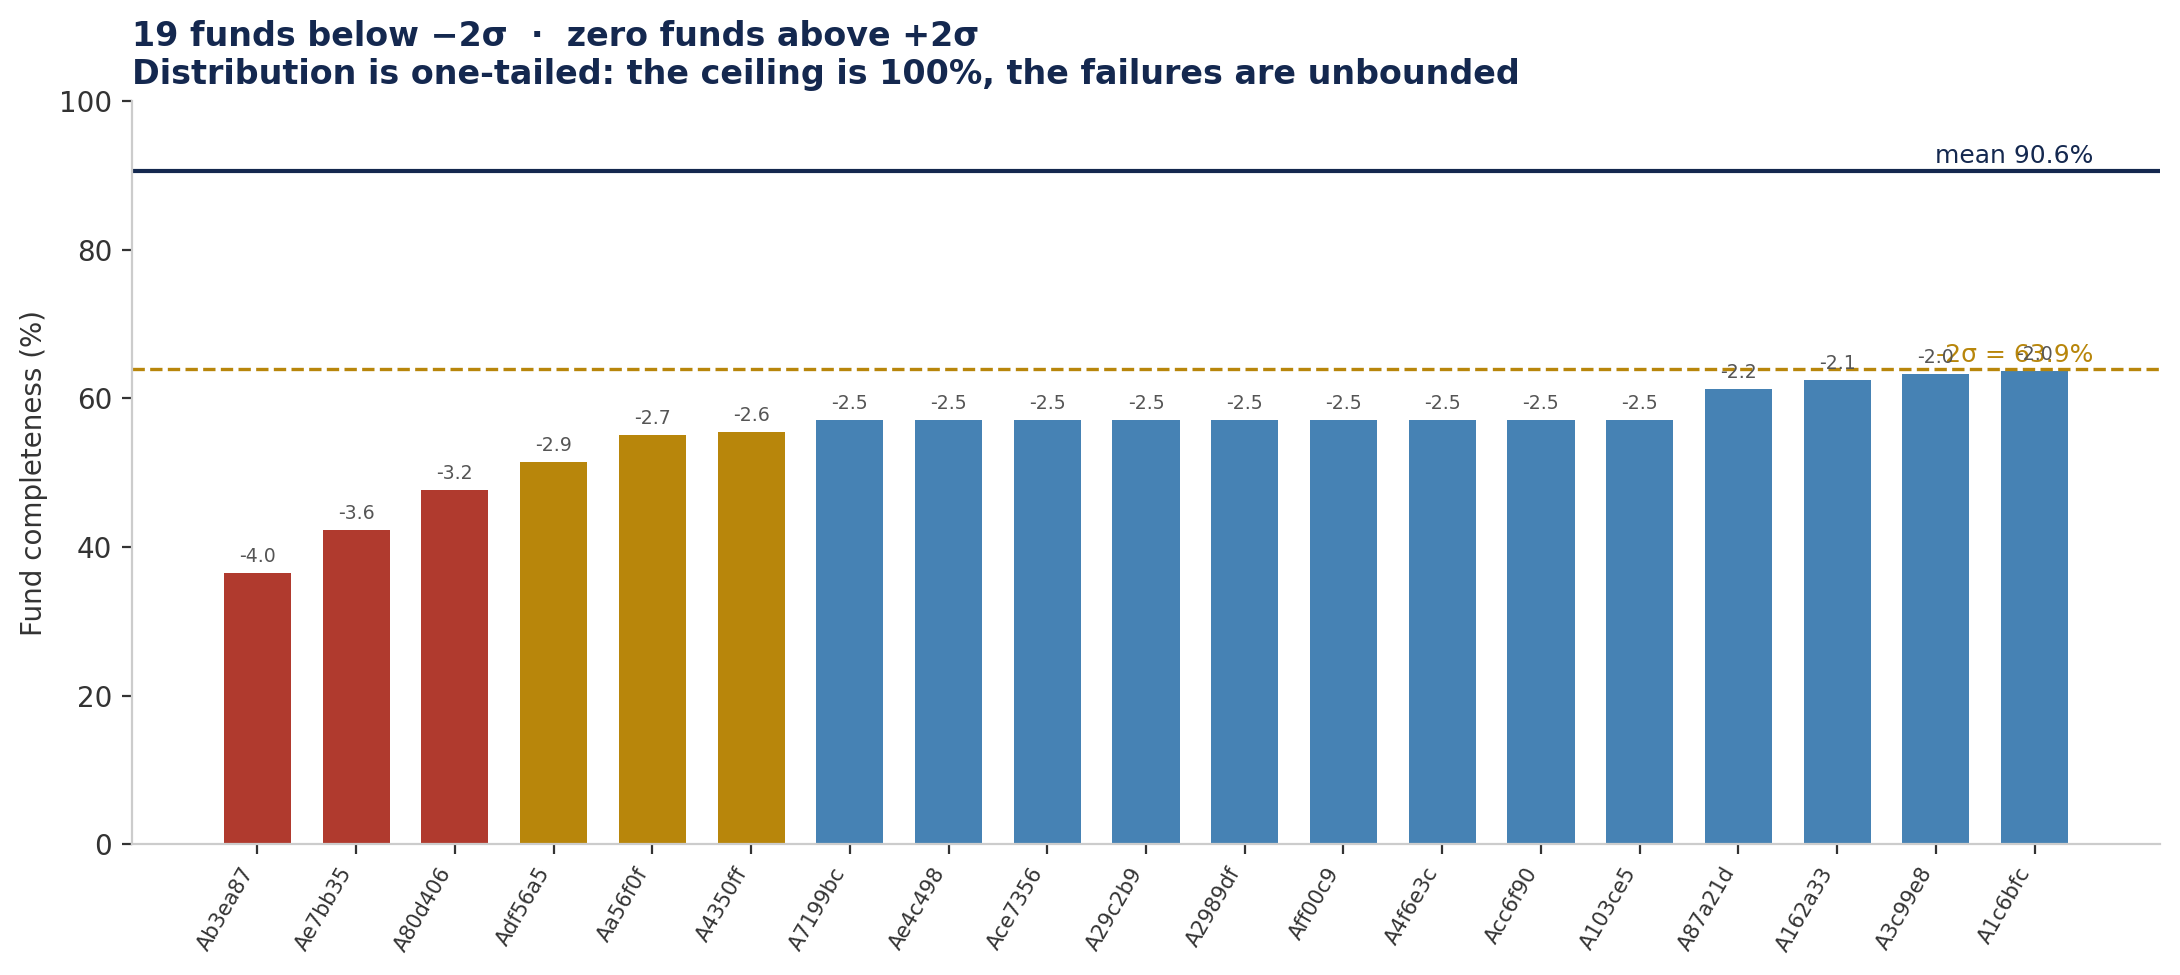 19 funds below −2σ · zero funds above +2σ
Distribution is one-tailed: the ceiling is 100%, the failures are unbounded
Fund completeness (%)
100
80
60
40
20
0
mean 90.6%
-2σ = 63.9%
-4.0
-3.6
-3.2
-2.9
-2.7
-2.6
-2.5
-2.5
-2.5
-2.5
-2.5
-2.5
-2.5
-2.5
-2.5
-2.2
-2.1
-2.0
-2.0
Ab3ea87
Ae7bb35
A80d406
Adf56a5
Aa56f0f
A4350ff
A7199bc
Ae4c498
Ace7356
A29c2b9
A2989df
Aff00c9
A4f6e3c
Acc6f90
A103ce5
A87a21d
A162a33
A3c99e8
A1c6bfc